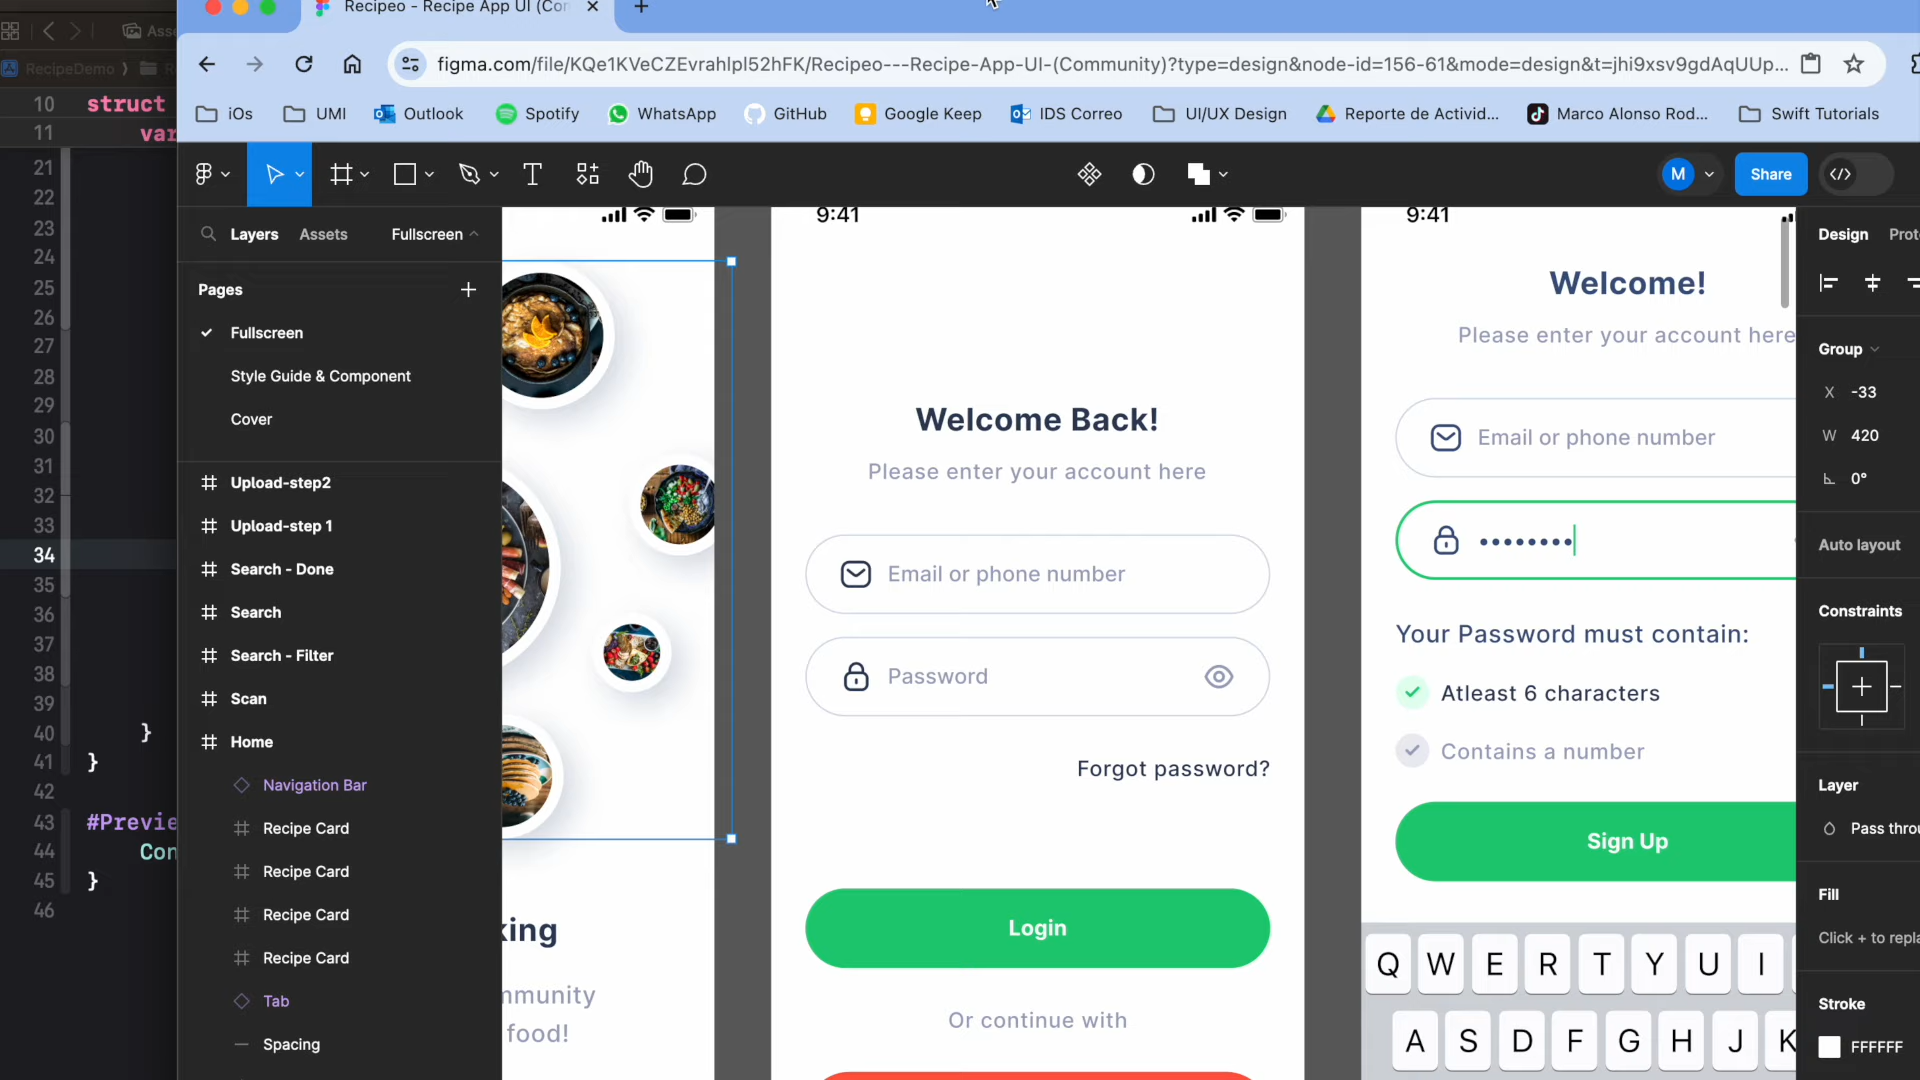 Recipeo - Recipe App UI (Con
Asse
RecipeDemo
figma.com/file/KQe1KVeCZEvrahlpI52hFK/Recipeo---Recipe-App-UI-(Community)?type=design&node-id=156-61&mode=design&t=jhi9xsv9gdAqUUp...
iOs
UMI
Outlook
Spotify
WhatsApp
GitHub
Google Keep
IDS Correo
UI/UX Design
Reporte de Activid...
Marco Alonso Rod...
Swift Tutorials
M
Share
Layers
Assets
Fullscreen
Pages
Fullscreen
Style Guide & Component
Cover
Upload-step2
Upload-step 1
Search - Done
Search
Search - Filter
Scan
Home
Navigation Bar
Recipe Card
Recipe Card
Recipe Card
Recipe Card
Tab
Spacing
10 struct
11 var
21
22
23
24
25
26
27
28
29
30
31
32
33
34
35
36
37
38
39
40 }
41 }
42
43 #Previe
44 Con
45 }
46
king
mmunity
food!
9:41
Welcome Back!
Please enter your account here
Email or phone number
Password
Forgot password?
Login
Or continue with
9:41
Welcome!
Please enter your account here
Email or phone number
••••••••
Your Password must contain:
Atleast 6 characters
Contains a number
Sign Up
Q W E R T Y U I
A S D F G H J K
Design
Proto
Group
X -33
W 420
0°
Auto layout
Constraints
Layer
Pass throu
Fill
Click + to repla
Stroke
FFFFFF